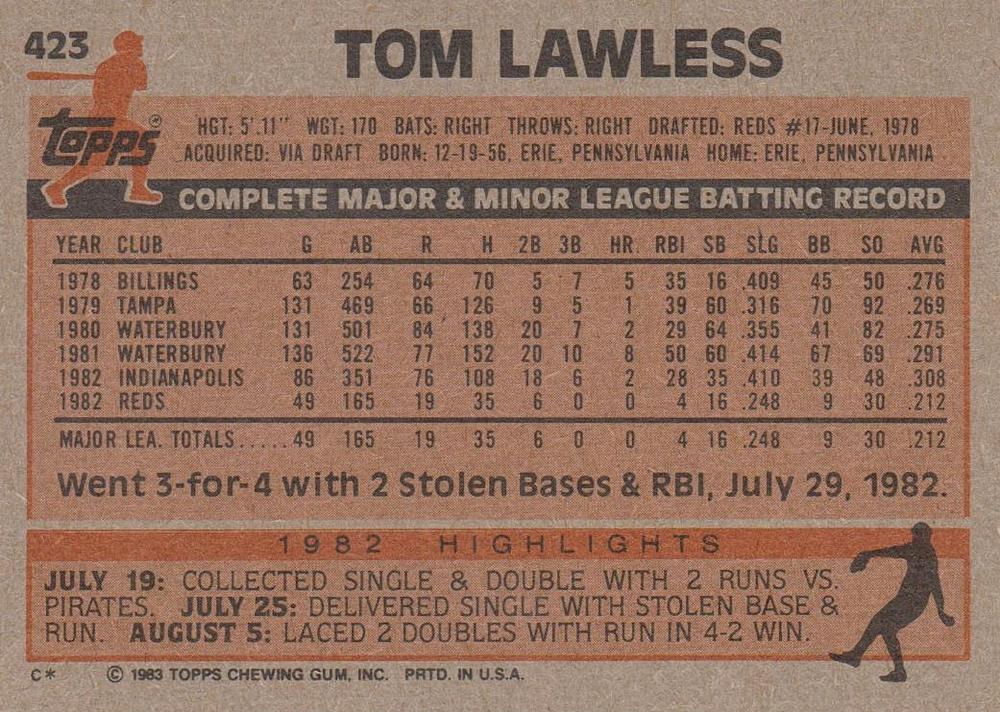 423
TOM LAWLESS
topps®
HGT: 5'.11" WGT: 170 BATS: RIGHT THROWS: RIGHT DRAFTED: REDS #17-JUNE, 1978
ACQUIRED: VIA DRAFT BORN: 12-19-56, ERIE, PENNSYLVANIA HOME: ERIE, PENNSYLVANIA
COMPLETE MAJOR & MINOR LEAGUE BATTING RECORD
YEAR CLUB G AB R H 2B 3B HR RBI SB SLG BB SO AVG
1978 BILLINGS 63 254 64 70 5 7 5 35 16 .409 45 50 .276
1979 TAMPA 131 469 66 126 9 5 1 39 60 .316 70 92 .269
1980 WATERBURY 131 501 84 138 20 7 2 29 64 .355 41 82 .275
1981 WATERBURY 136 522 77 152 20 10 8 50 60 .414 67 69 .291
1982 INDIANAPOLIS 86 351 76 108 18 6 2 28 35 .410 39 48 .308
1982 REDS 49 165 19 35 6 0 0 4 16 .248 9 30 .212
MAJOR LEA. TOTALS.....49 165 19 35 6 0 0 4 16 .248 9 30 .212
Went 3-for-4 with 2 Stolen Bases & RBI, July 29, 1982.
1982 HIGHLIGHTS
JULY 19: COLLECTED SINGLE & DOUBLE WITH 2 RUNS VS.
PIRATES. JULY 25: DELIVERED SINGLE WITH STOLEN BASE &
RUN. AUGUST 5: LACED 2 DOUBLES WITH RUN IN 4-2 WIN.
C* © 1983 TOPPS CHEWING GUM, INC. PRTD. IN U.S.A.